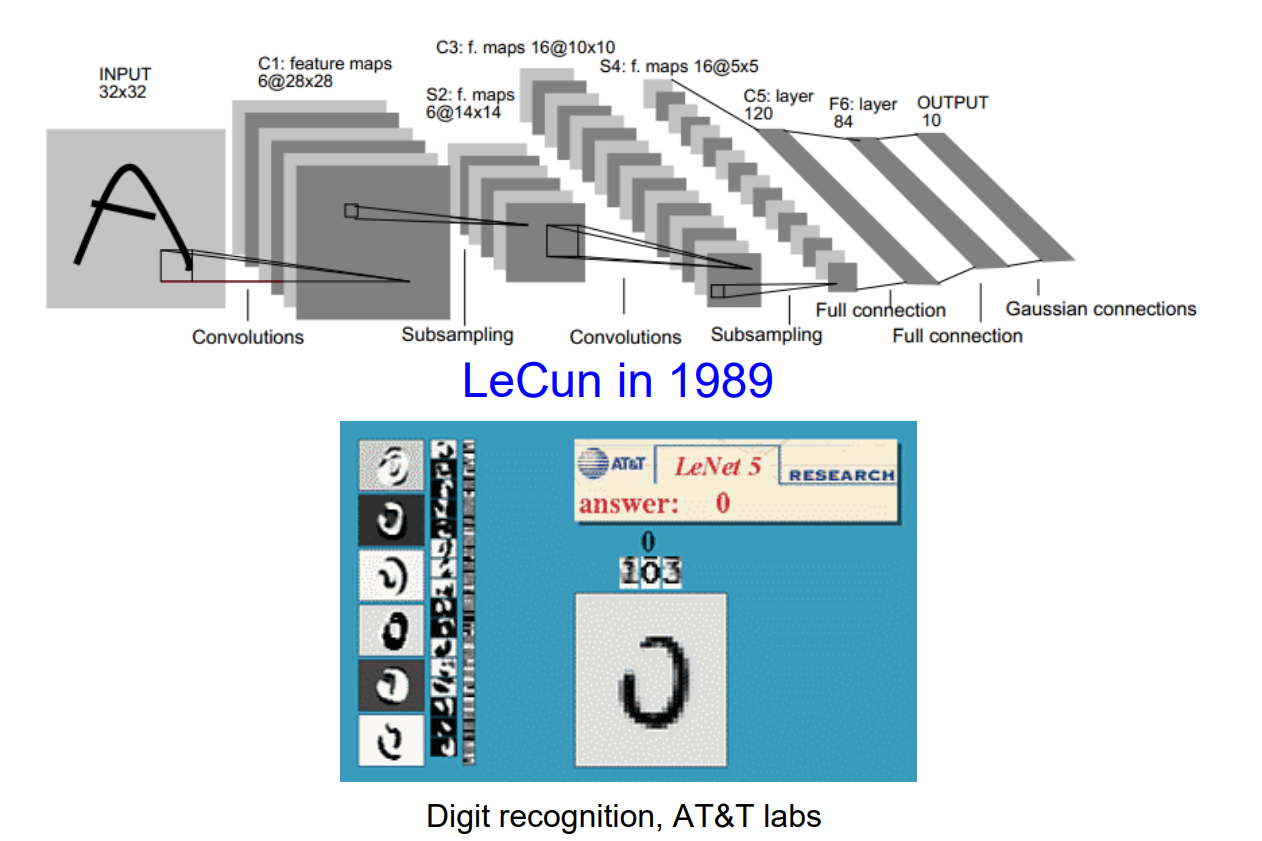 INPUT
32x32
C1: feature maps
6@28x28
S2: f. maps
6@14x14
C3: f. maps 16@10x10
S4: f. maps 16@5x5
C5: layer
120
F6: layer
84
OUTPUT
10
Convolutions
Subsampling
Convolutions
Subsampling
Full connection
Full connection
Gaussian connections
LeCun in 1989
AT&T
LeNet 5
RESEARCH
answer: 0
0
103
Digit recognition, AT&T labs